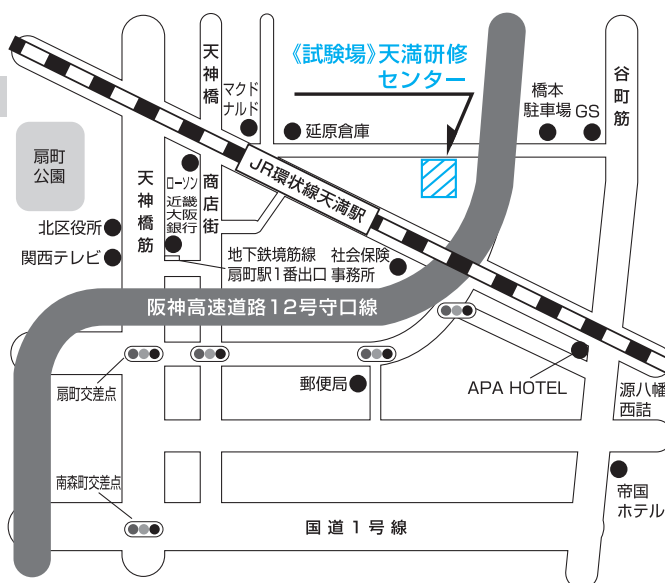 《試験場》天満研修
センター
天神橋
マクド
ナルド
延原倉庫
橋本
駐車場
GS
谷町筋
扇町
公園
天神橋筋
ローソン
近畿
大阪
銀行
商店街
JR環状線天満駅
北区役所
関西テレビ
地下鉄境筋線
扇町駅1番出口
社会保険
事務所
阪神高速道路12号守口線
扇町交差点
郵便局
APA HOTEL
源八幡
西詰
南森町交差点
国道1号線
帝国
ホテル